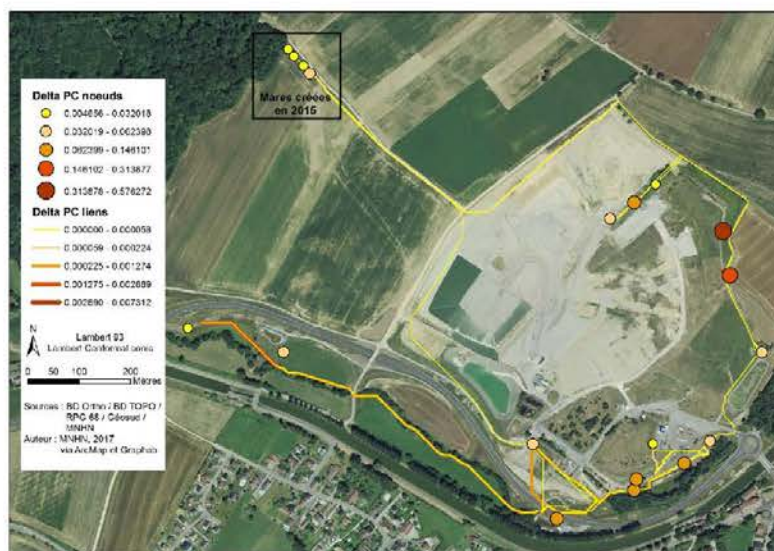 Mares créées
en 2015
Delta PC noeuds
0.004656 - 0.032018
0.032019 - 0.062398
0.062399 - 0.146101
0.146102 - 0.313877
0.313878 - 0.576272
Delta PC liens
0.000000 - 0.000058
0.000059 - 0.000224
0.000225 - 0.001274
0.001275 - 0.002889
0.002890 - 0.007312
N
Lambert 93
Lambert Conformal conic
0 50 100 200
Mètres
Sources : BD Ortho / BD TOPO /
RPG 68 / Géosud /
MNHN
Auteur : MNHN, 2017
via ArcMap et Graphab